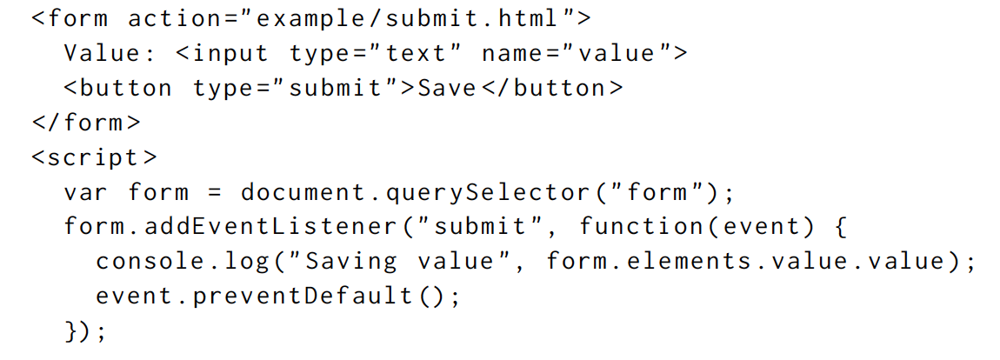 <form action="example/submit.html">
  Value: <input type="text" name="value">
  <button type="submit">Save</button>
</form>
<script>
  var form = document.querySelector("form");
  form.addEventListener("submit", function(event) {
    console.log("Saving value", form.elements.value.value);
    event.preventDefault();
  });